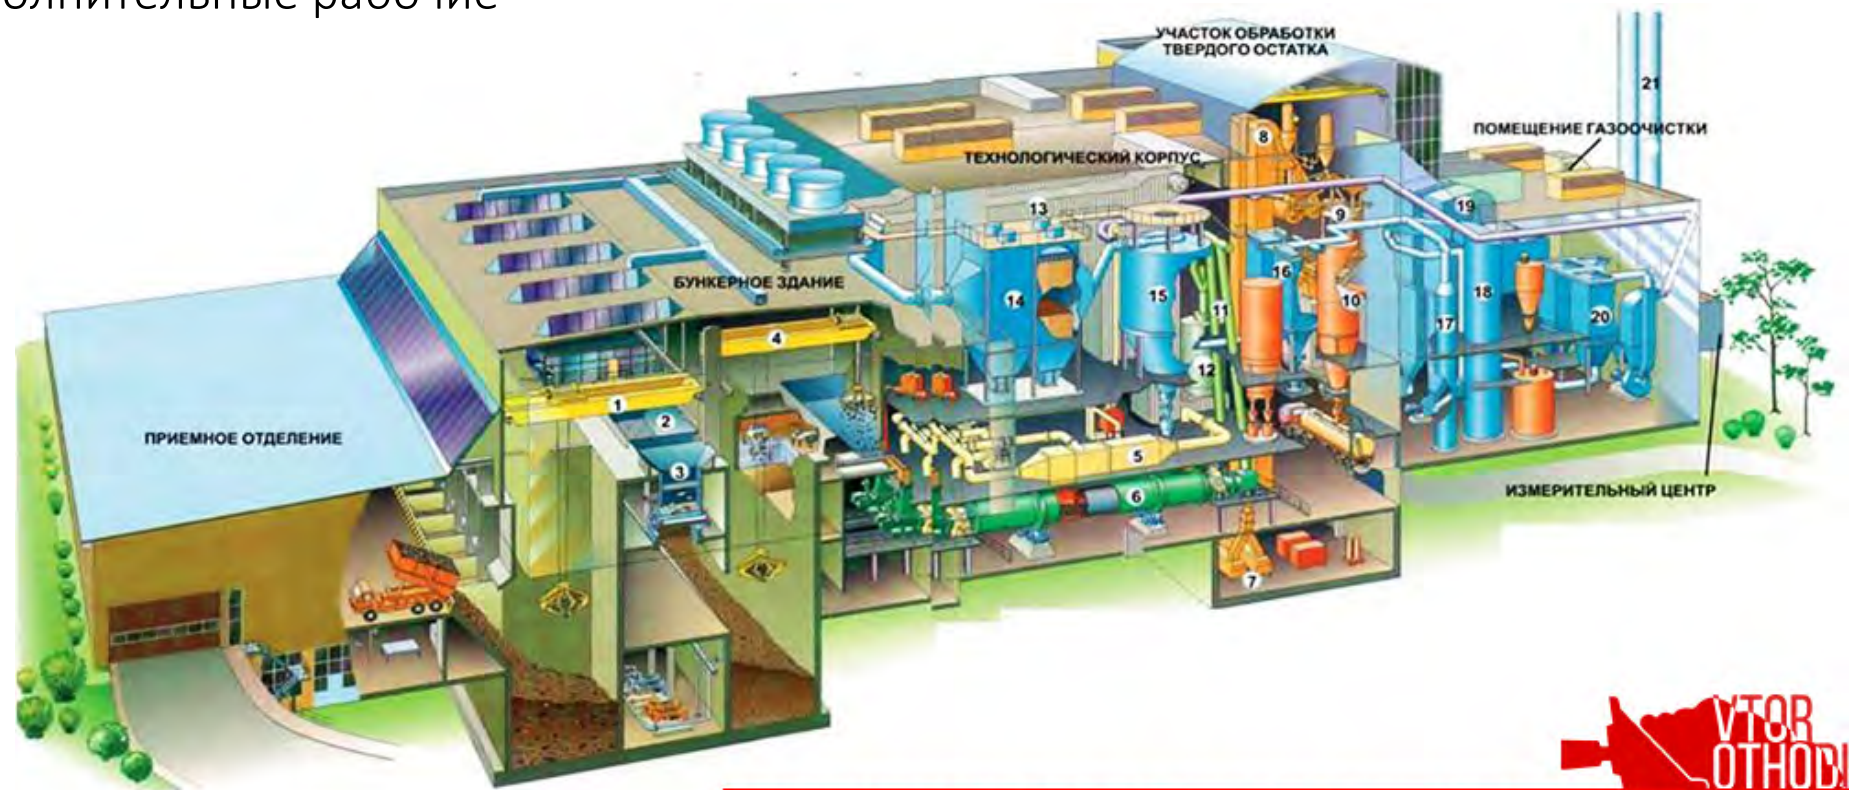 УЧАСТОК ОБРАБОТКИ
ТВЕРДОГО ОСТАТКА
21
ПОМЕЩЕНИЕ ГАЗООЧИСТКИ
8
ТЕХНОЛОГИЧЕСКИЙ КОРПУС
13
9
19
БУНКЕРНОЕ ЗДАНИЕ
14
15
16
11
10
18
17
20
4
12
1
2
3
ПРИЕМНОЕ ОТДЕЛЕНИЕ
5
6
ИЗМЕРИТЕЛЬНЫЙ ЦЕНТР
7
VTOR
OTHODI